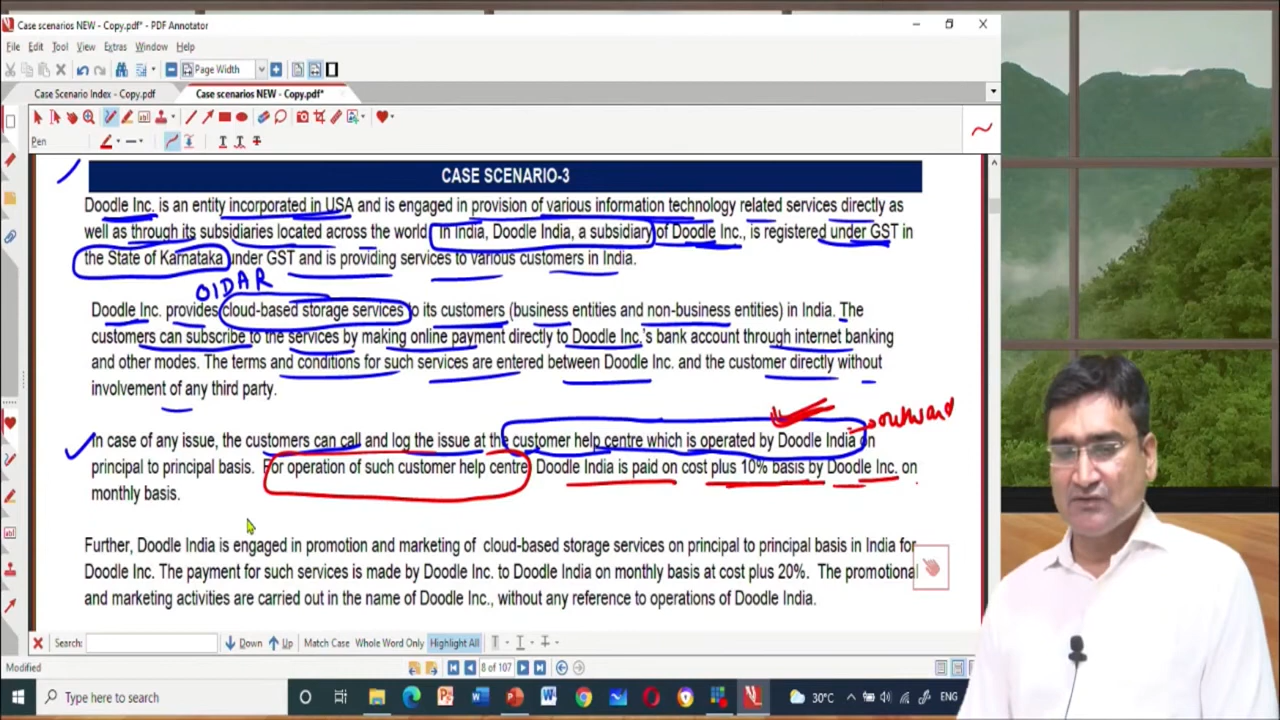 Case scenarios NEW - Copy.pdf* - PDF Annotator
File Edit Tool View Extras Window Help
Page Width
Case Scenario Index - Copy.pdf Case scenarios NEW - Copy.pdf*
Pen
CASE SCENARIO-3
Doodle Inc. is an entity incorporated in USA and is engaged in provision of various information technology related services directly as
well as through its subsidiaries located across the world In India, Doodle India, a subsidiary of Doodle Inc., is registered under GST in
the State of Karnataka under GST and is providing services to various customers in India.
OIDAR
Doodle Inc. provides cloud-based storage services to its customers (business entities and non-business entities) in India. The
customers can subscribe to the services by making online payment directly to Doodle Inc.'s bank account through internet banking
and other modes. The terms and conditions for such services are entered between Doodle Inc. and the customer directly without
involvement of any third party.
outward
In case of any issue, the customers can call and log the issue at the customer help centre which is operated by Doodle India on
principal to principal basis. For operation of such customer help centre Doodle India is paid on cost plus 10% basis by Doodle Inc. on
monthly basis.
Further, Doodle India is engaged in promotion and marketing of cloud-based storage services on principal to principal basis in India for
Doodle Inc. The payment for such services is made by Doodle Inc. to Doodle India on monthly basis at cost plus 20%. The promotional
and marketing activities are carried out in the name of Doodle Inc., without any reference to operations of Doodle India.
Search: Down Up Match Case Whole Word Only Highlight All
Modified 8 of 107
Type here to search 30°C ENG